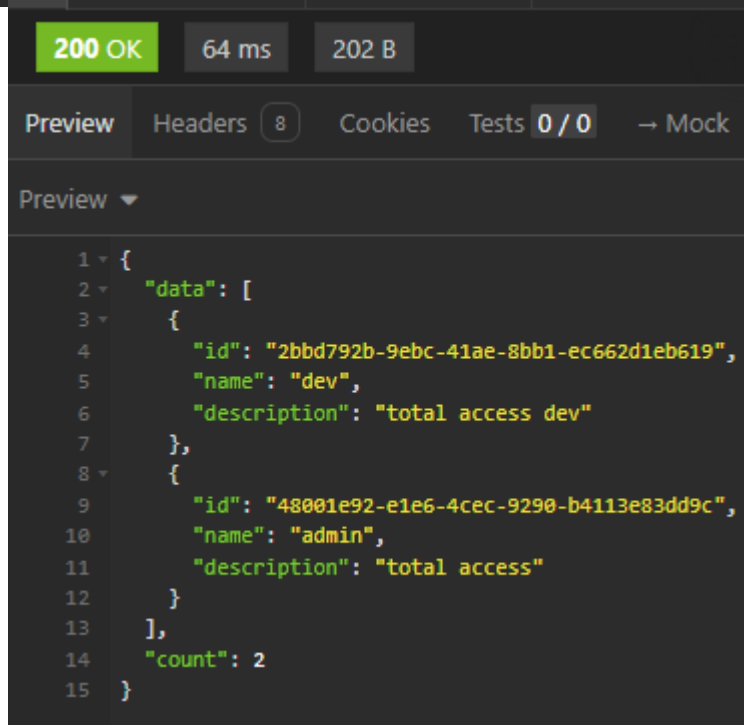 200 OK 64 ms 202 B
Preview Headers 8 Cookies Tests 0 / 0 → Mock
Preview
1 {
2 "data": [
3 {
4 "id": "2bbd792b-9ebc-41ae-8bb1-ec662d1eb619",
5 "name": "dev",
6 "description": "total access dev"
7 },
8 {
9 "id": "48001e92-e1e6-4cec-9290-b4113e83dd9c",
10 "name": "admin",
11 "description": "total access"
12 }
13 ],
14 "count": 2
15 }